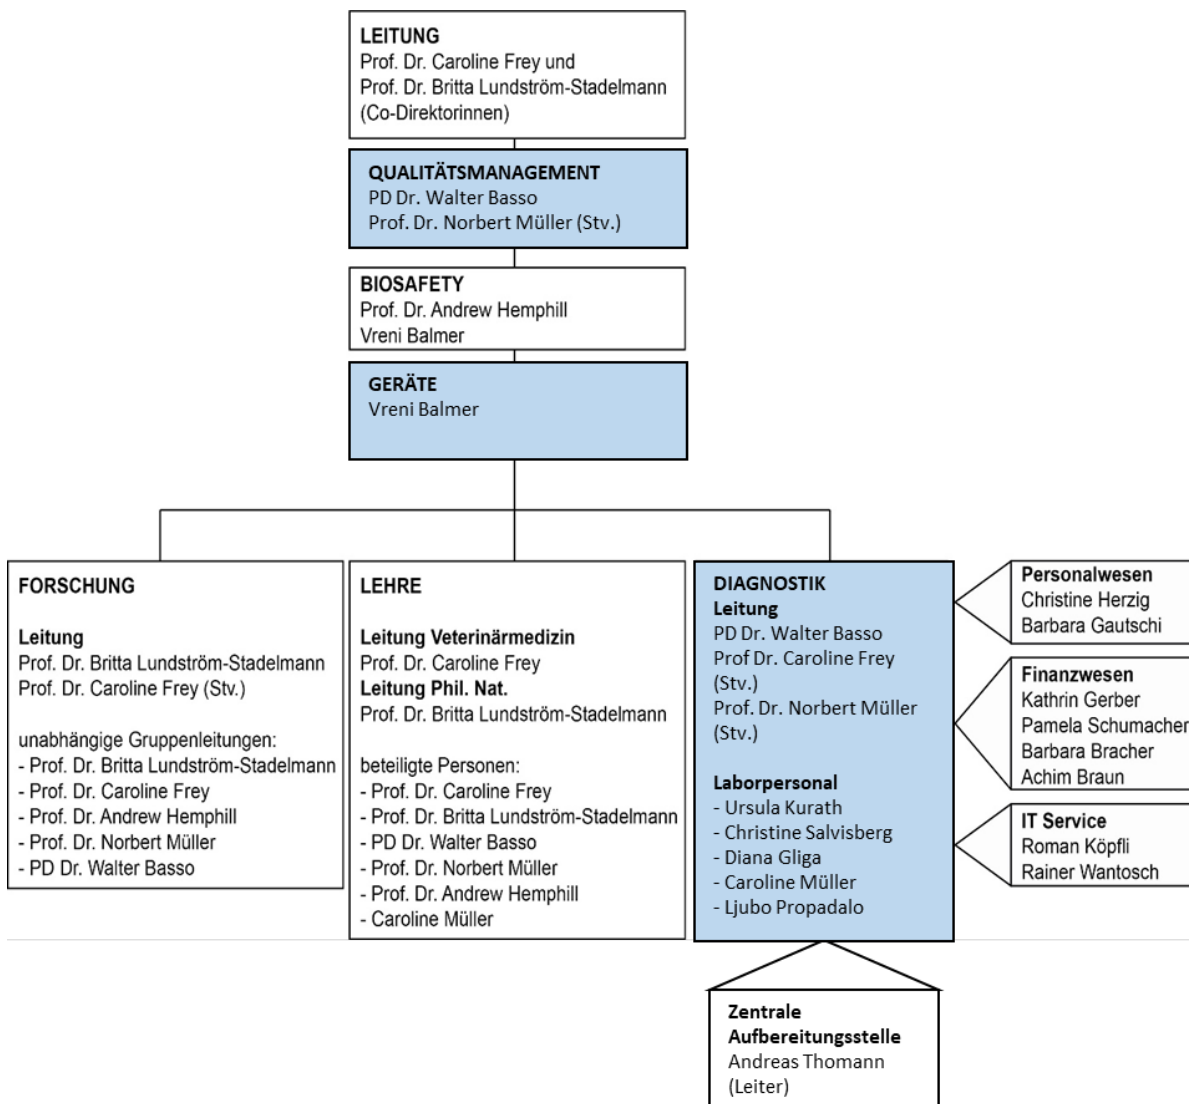 LEITUNG
Prof. Dr. Caroline Frey und
Prof. Dr. Britta Lundström-Stadelmann
(Co-Direktorinnen)
QUALITÄTSMANAGEMENT
PD Dr. Walter Basso
Prof. Dr. Norbert Müller (Stv.)
BIOSAFETY
Prof. Dr. Andrew Hemphill
Vreni Balmer
GERÄTE
Vreni Balmer
FORSCHUNG
Leitung
Prof. Dr. Britta Lundström-Stadelmann
Prof. Dr. Caroline Frey (Stv.)
unabhängige Gruppenleitungen:
- Prof. Dr. Britta Lundström-Stadelmann
- Prof. Dr. Caroline Frey
- Prof. Dr. Andrew Hemphill
- Prof. Dr. Norbert Müller
- PD Dr. Walter Basso
LEHRE
Leitung Veterinärmedizin
Prof. Dr. Caroline Frey
Leitung Phil. Nat.
Prof. Dr. Britta Lundström-Stadelmann
beteiligte Personen:
- Prof. Dr. Caroline Frey
- Prof. Dr. Britta Lundström-Stadelmann
- PD Dr. Walter Basso
- Prof. Dr. Norbert Müller
- Prof. Dr. Andrew Hemphill
- Caroline Müller
DIAGNOSTIK
Leitung
PD Dr. Walter Basso
Prof Dr. Caroline Frey
(Stv.)
Prof. Dr. Norbert Müller
(Stv.)
Laborpersonal
- Ursula Kurath
- Christine Salvisberg
- Diana Gliga
- Caroline Müller
- Ljubo Propadalo
Personalwesen
Christine Herzig
Barbara Gautschi
Finanzwesen
Kathrin Gerber
Pamela Schumacher
Barbara Bracher
Achim Braun
IT Service
Roman Köpfli
Rainer Wantosch
Zentrale
Aufbereitungsstelle
Andreas Thomann
(Leiter)